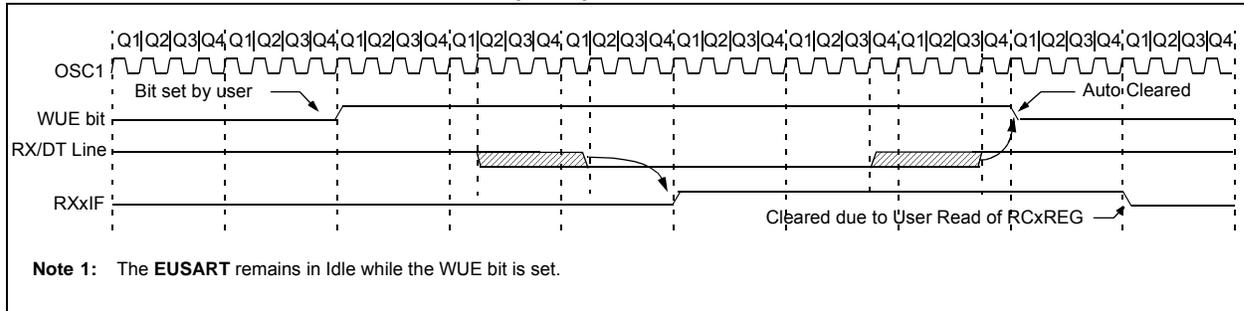 Q1|Q2|Q3|Q4|Q1|Q2|Q3|Q4|Q1|Q2|Q3|Q4|Q1|Q2|Q3|Q4|Q1|Q2|Q3|Q4|Q1|Q2|Q3|Q4|Q1|Q2|Q3|Q4|Q1|Q2|Q3|Q4|Q1|Q2|Q3|Q4|Q1|Q2|Q3|Q4
OSC1
Bit set by user
Auto Cleared
WUE bit
RX/DT Line
RXxIF
Cleared due to User Read of RCxREG
Note 1: The EUSART remains in Idle while the WUE bit is set.